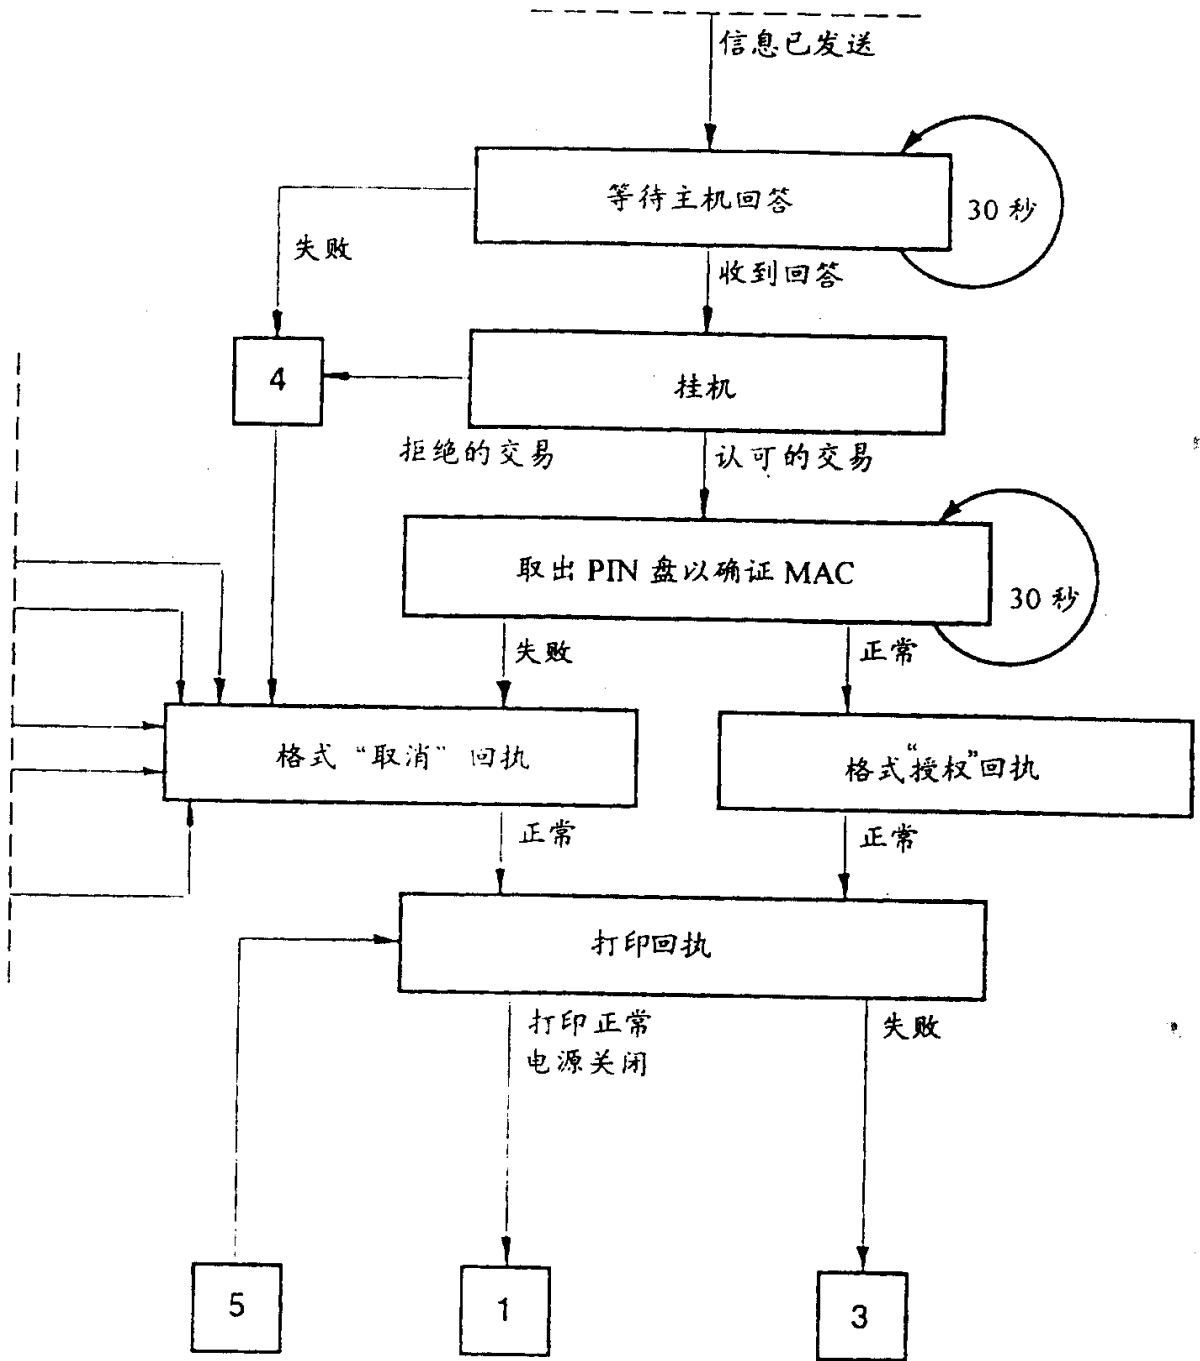 信息已发送
等待主机回答
30 秒
失败
收到回答
4
挂机
拒绝的交易
认可的交易
取出 PIN 盘以确证 MAC
30 秒
失败
正常
格式“取消”回执
格式“授权”回执
正常
正常
打印回执
打印正常
电源关闭
失败
5
1
3